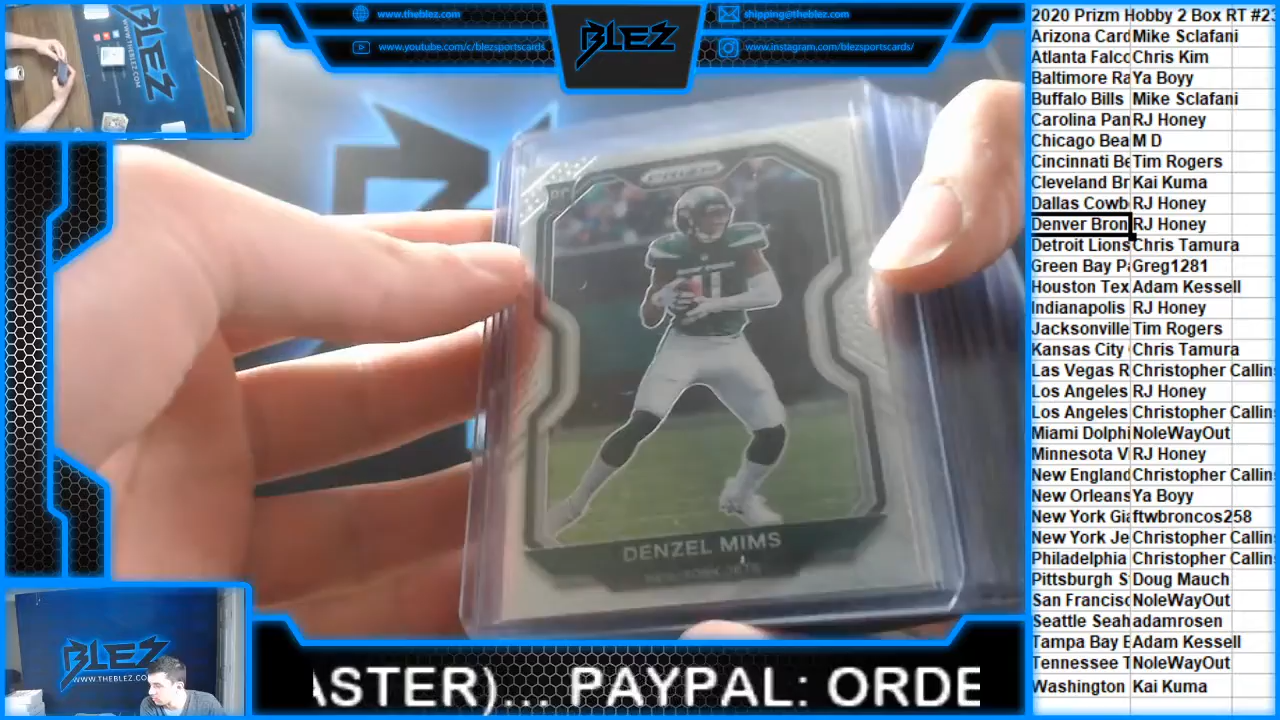 www.theblez.com
shipping@theblez.com
www.youtube.com/c/blezsportscards
www.instagram.com/blezsportscards/
BLEZ
BLEZ
WWW.THEBLEZ
PRIZM
11
DENZEL MIMS
NEW YORK JETS
BLEZ
WWW.THEBLEZ.COM
ASTER)... PAYPAL: ORDE
2020 Prizm Hobby 2 Box RT #23
Arizona Card Mike Sclafani
Atlanta Falco Chris Kim
Baltimore Ra Ya Boyy
Buffalo Bills Mike Sclafani
Carolina Pan RJ Honey
Chicago Bea M D
Cincinnati Be Tim Rogers
Cleveland Br Kai Kuma
Dallas Cowb RJ Honey
Denver Bron RJ Honey
Detroit Lions Chris Tamura
Green Bay Pa Greg1281
Houston Tex Adam Kessell
Indianapolis RJ Honey
Jacksonville Tim Rogers
Kansas City Chris Tamura
Las Vegas R Christopher Callin
Los Angeles RJ Honey
Los Angeles Christopher Callin
Miami Dolphi NoleWayOut
Minnesota V RJ Honey
New England Christopher Callin
New Orleans Ya Boyy
New York Gia ftwbroncos258
New York Je Christopher Callin
Philadelphia Christopher Callin
Pittsburgh S Doug Mauch
San Francisc NoleWayOut
Seattle Seah adamrosen
Tampa Bay B Adam Kessell
Tennessee T NoleWayOut
Washington Kai Kuma